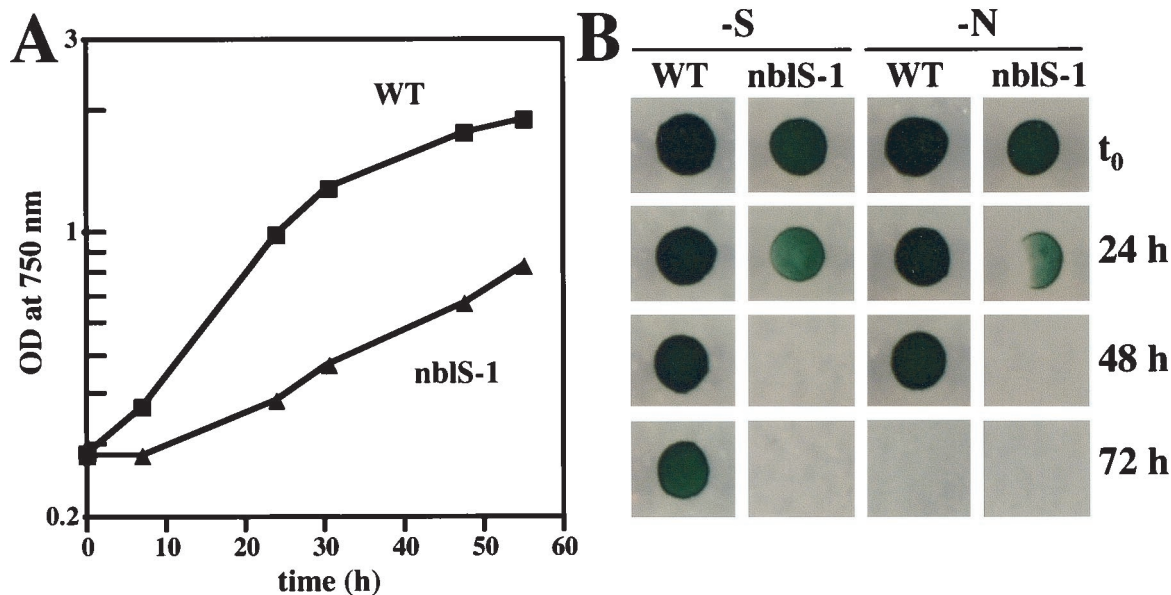 A
3
1
0.2
OD at 750 nm
WT
nblS-1
0 10 20 30 40 50 60
time (h)
B
-S -N
WT nblS-1 WT nblS-1
t0
24 h
48 h
72 h